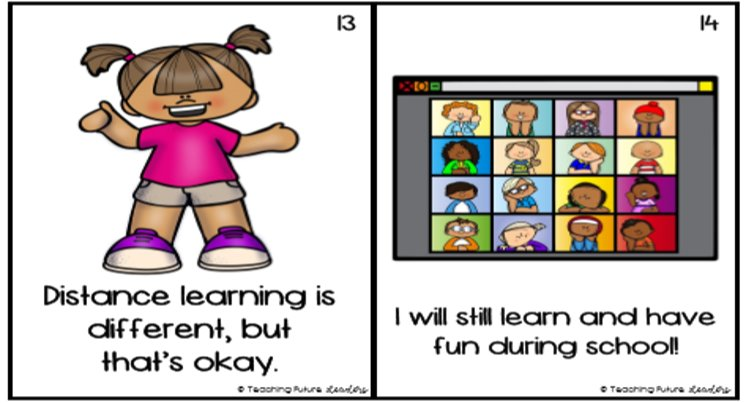 13
Distance learning is
different, but
that's okay.
© Teaching Future Leaders
14
I will still learn and have
fun during school!
© Teaching Future Leaders